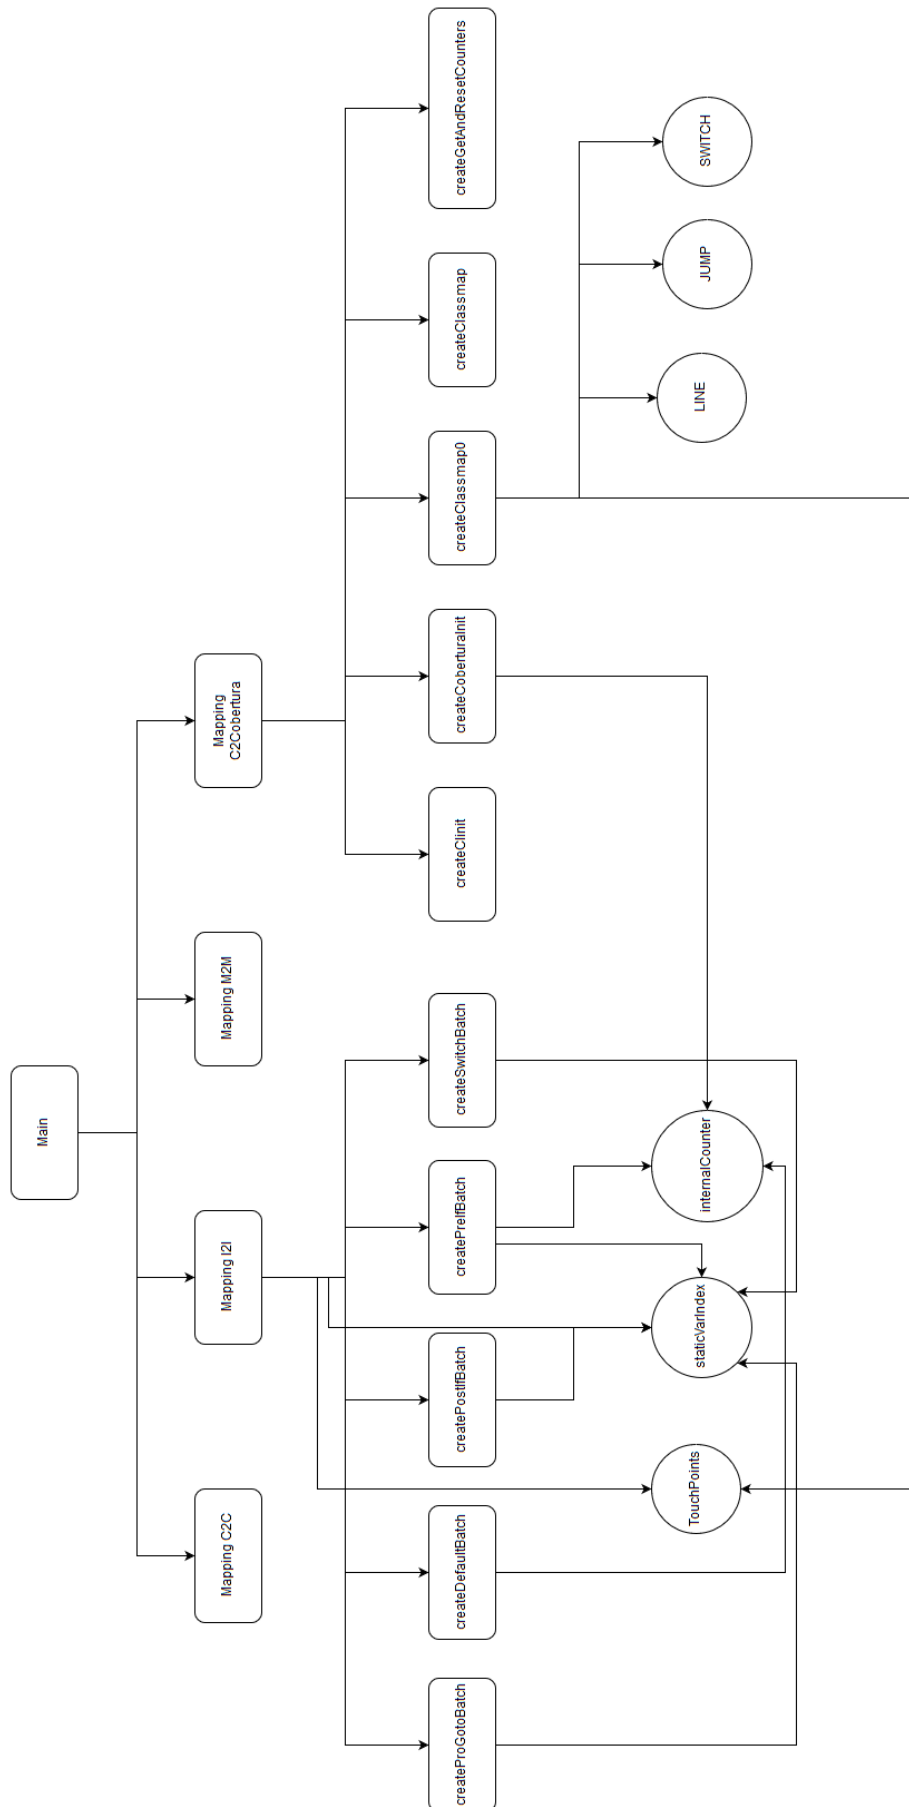 Main
Mapping C2C
Mapping I2I
Mapping M2M
Mapping
C2Cobertura
createProGotoBatch
createDefaultBatch
createPostIfBatch
createPreIfBatch
createSwitchBatch
createClinit
createCoberturaInit
createClassmap0
createClassmap
createGetAndResetCounters
TouchPoints
staticVarIndex
internalCounter
LINE
JUMP
SWITCH